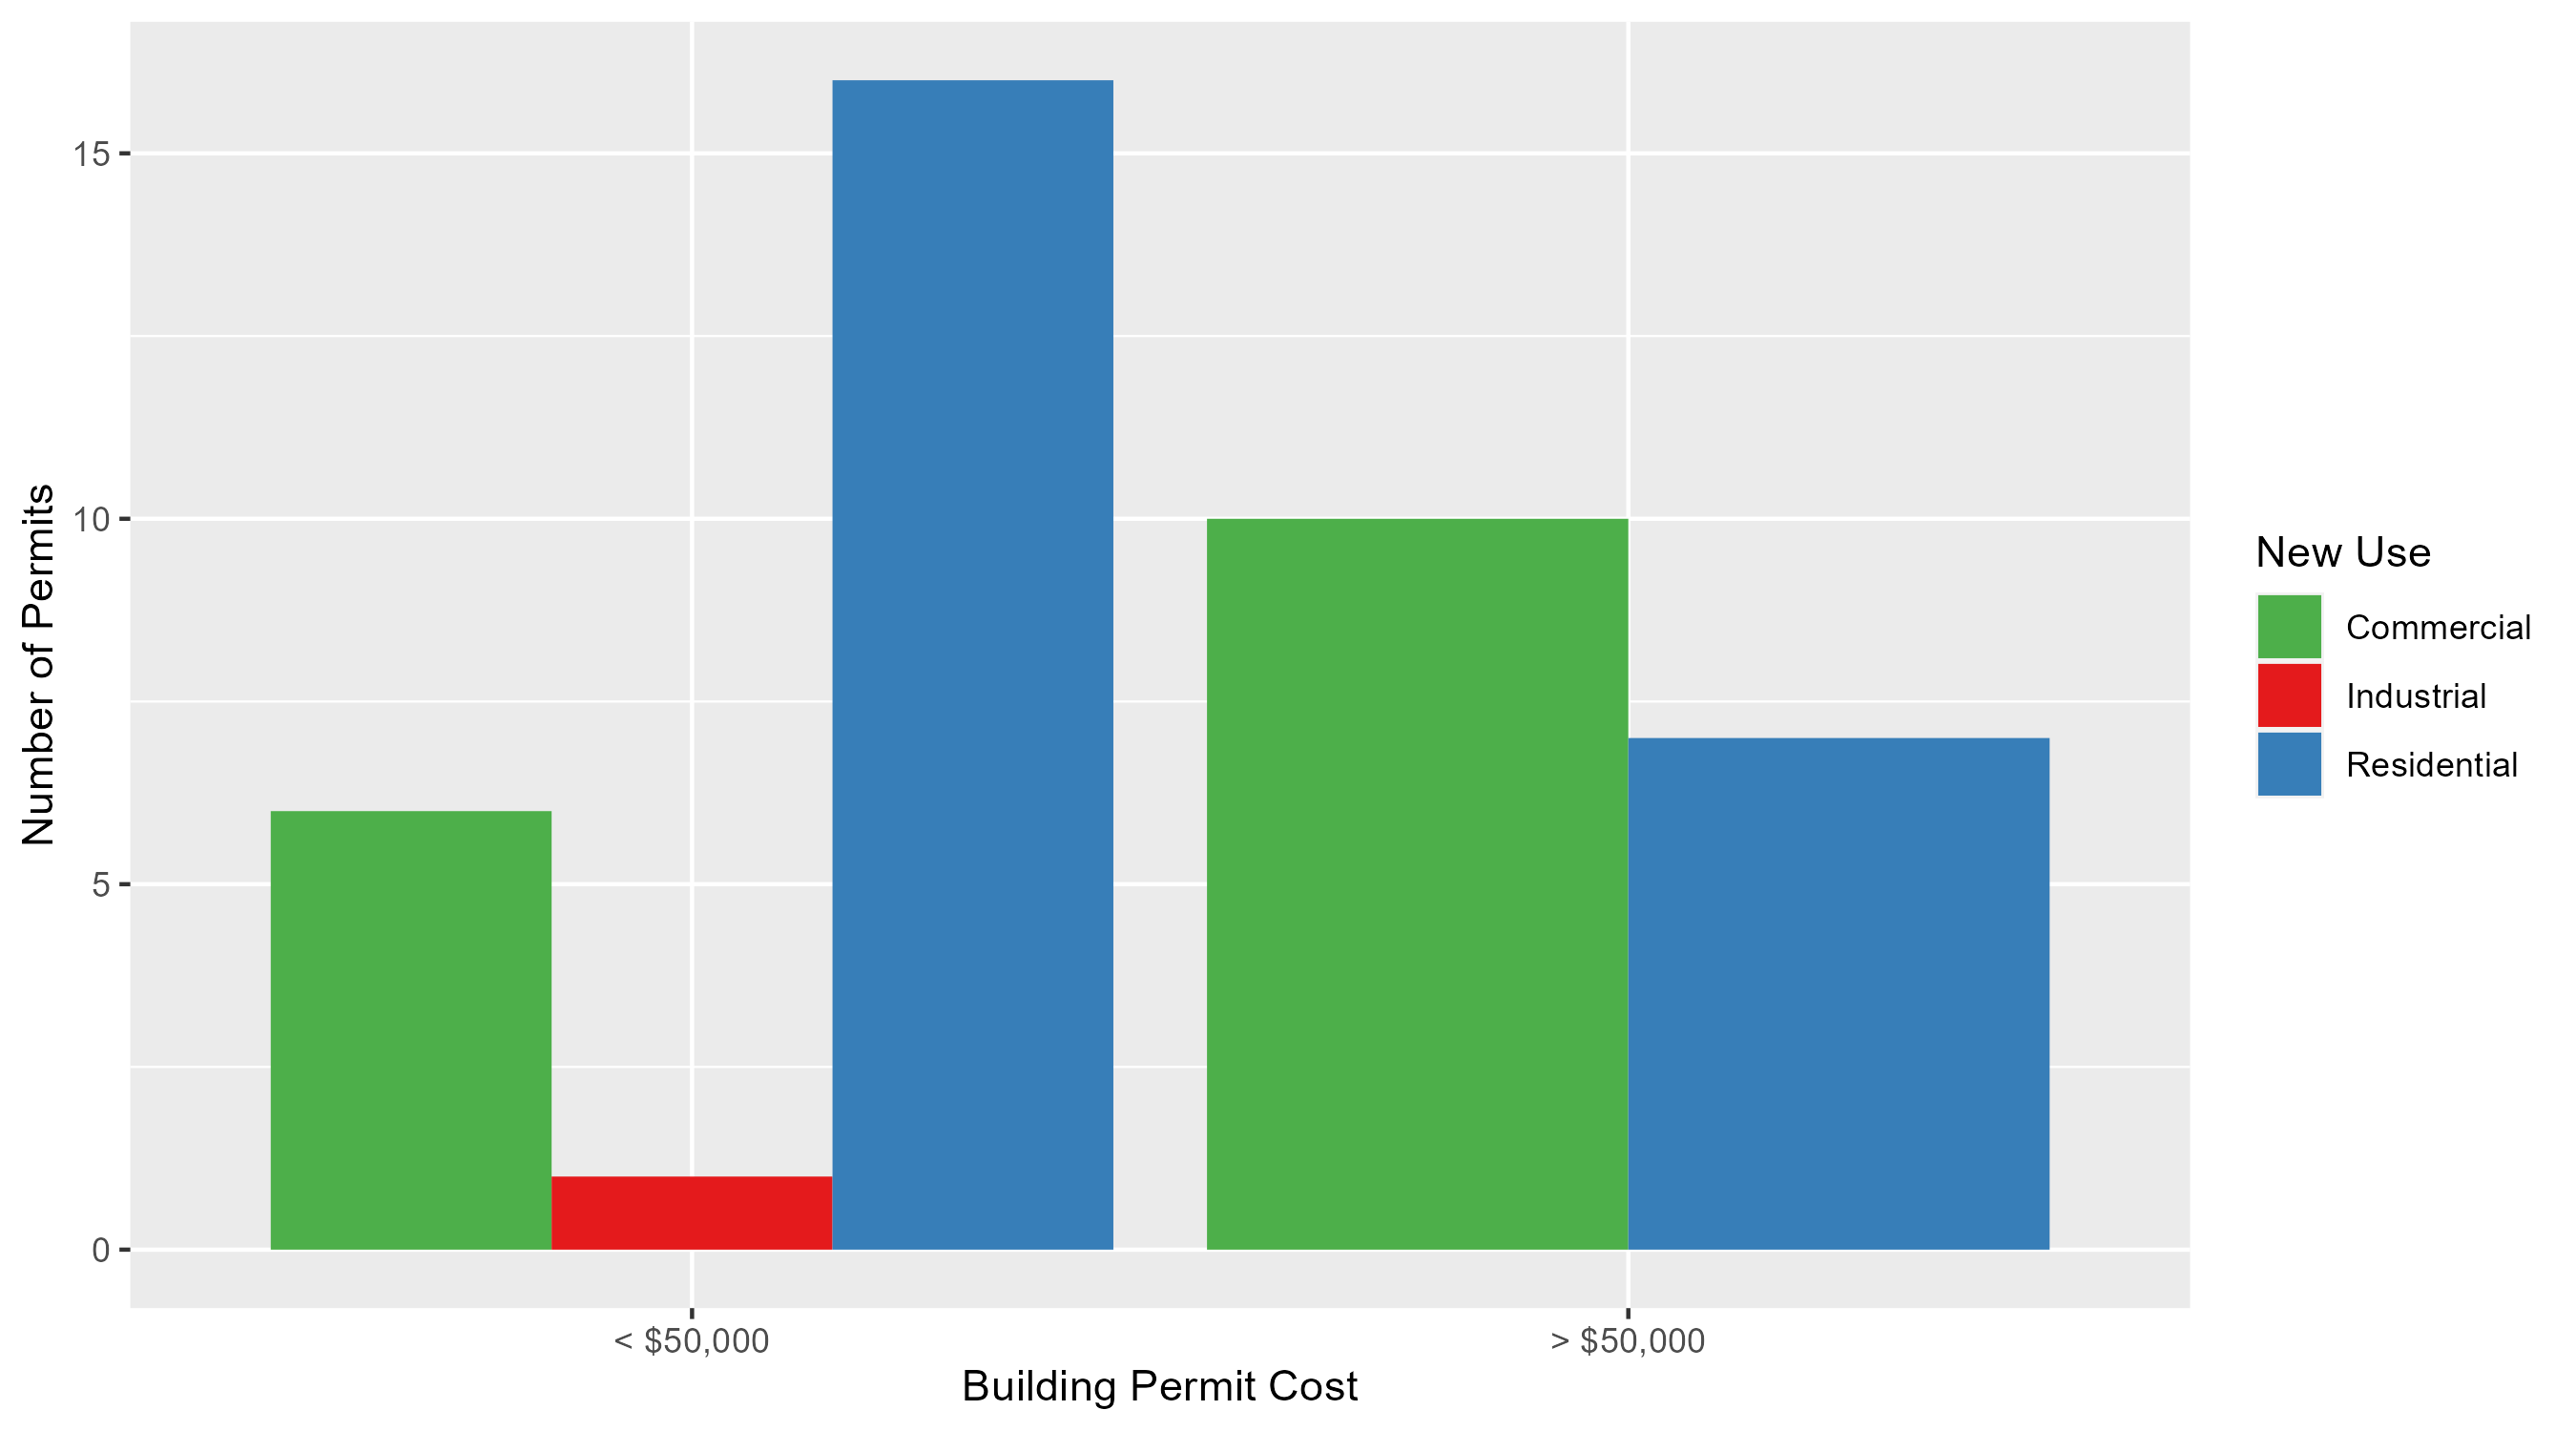 15
10
5
0
Number of Permits
< $50,000
> $50,000
Building Permit Cost
New Use
Commercial
Industrial
Residential